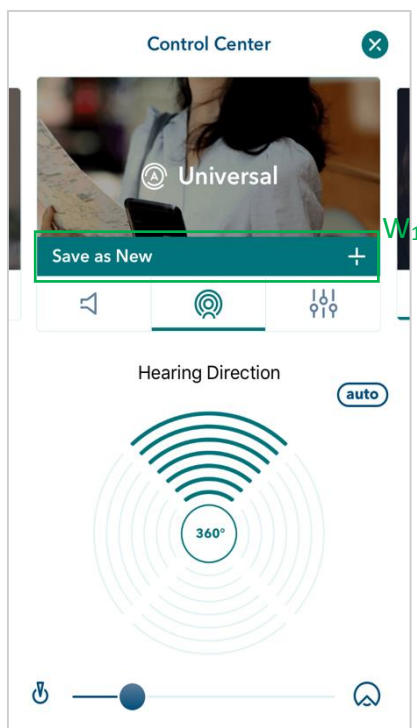 Control Center
A Universal
Save as New +
W1
Hearing Direction
auto
360°